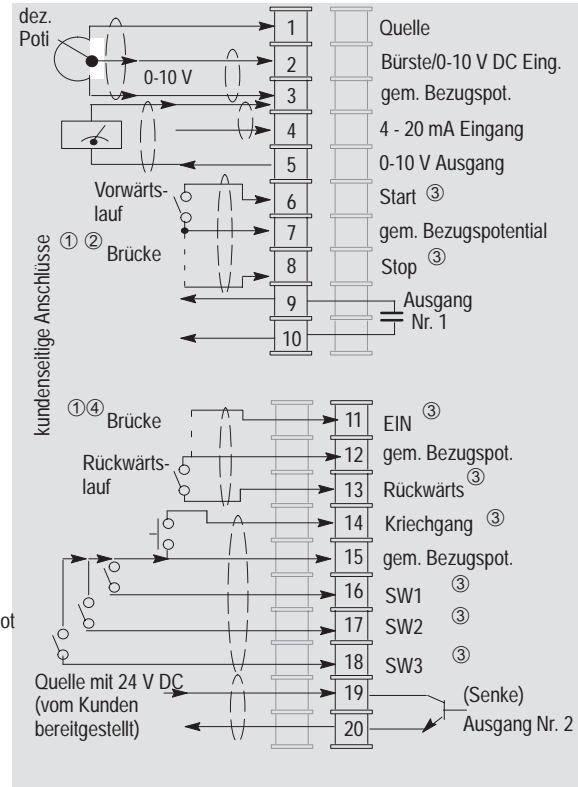 dez.
Poti
0-10 V
1 Quelle
2 Bürste/0-10 V DC Eing.
3 gem. Bezugspot.
4 4 - 20 mA Eingang
5 0-10 V Ausgang
Vorwärts-
lauf
6 Start ③
7 gem. Bezugspotential
① ② Brücke
8 Stop ③
9 Ausgang
Nr. 1
10
kundenseitige Anschlüsse
①④ Brücke
11 EIN ③
12 gem. Bezugspot.
Rückwärts-
lauf
13 Rückwärts ③
14 Kriechgang ③
15 gem. Bezugspot.
16 SW1 ③
ot
17 SW2 ③
18 SW3 ③
Quelle mit 24 V DC
(vom Kunden
bereitgestellt)
19 (Senke)
20 Ausgang Nr. 2